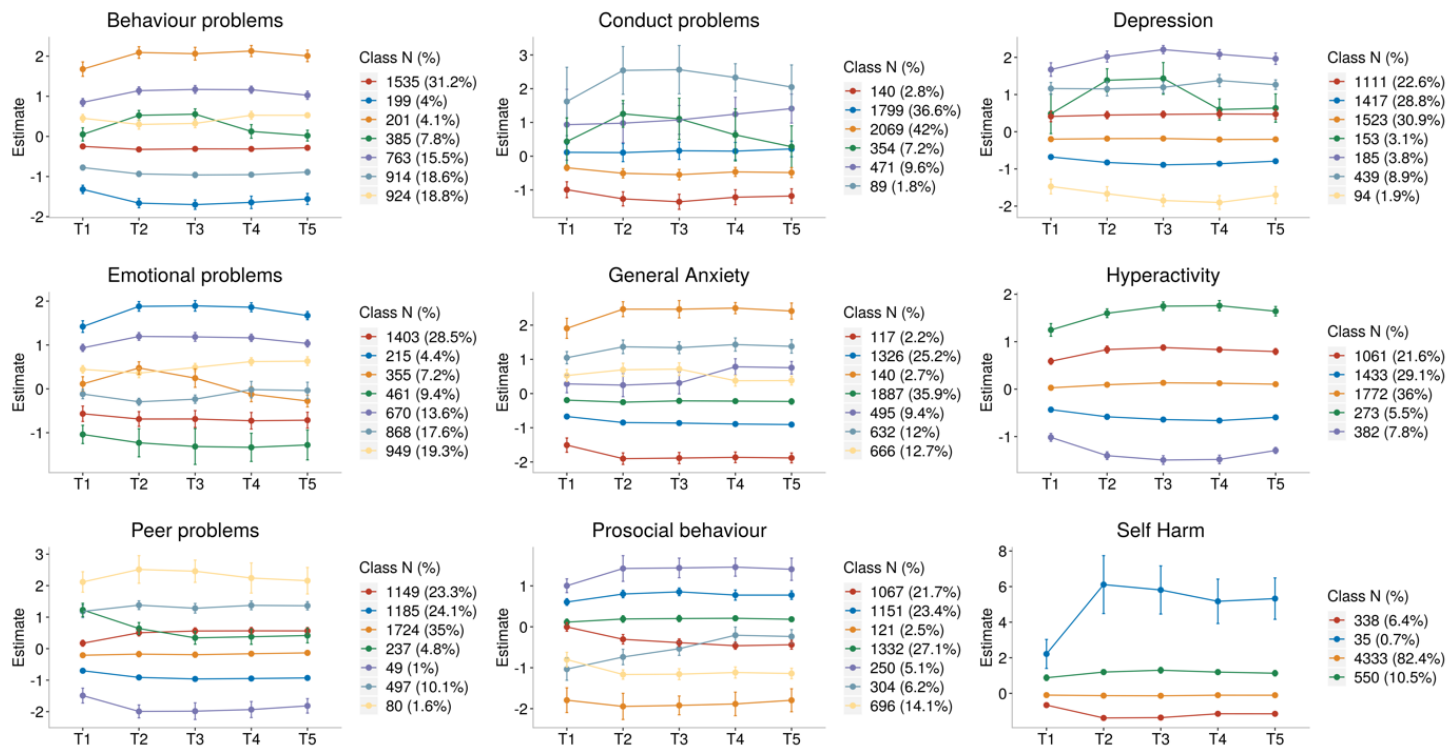 Behaviour problems
Estimate
2
1
0
-1
-2
T1 T2 T3 T4 T5
Class N (%)
1535 (31.2%)
199 (4%)
201 (4.1%)
385 (7.8%)
763 (15.5%)
914 (18.6%)
924 (18.8%)
Conduct problems
Estimate
3
2
1
0
-1
T1 T2 T3 T4 T5
Class N (%)
140 (2.8%)
1799 (36.6%)
2069 (42%)
354 (7.2%)
471 (9.6%)
89 (1.8%)
Depression
Estimate
2
1
0
-1
-2
T1 T2 T3 T4 T5
Class N (%)
1111 (22.6%)
1417 (28.8%)
1523 (30.9%)
153 (3.1%)
185 (3.8%)
439 (8.9%)
94 (1.9%)
Emotional problems
Estimate
2
1
0
-1
T1 T2 T3 T4 T5
Class N (%)
1403 (28.5%)
215 (4.4%)
355 (7.2%)
461 (9.4%)
670 (13.6%)
868 (17.6%)
949 (19.3%)
General Anxiety
Estimate
2
1
0
-1
-2
T1 T2 T3 T4 T5
Class N (%)
117 (2.2%)
1326 (25.2%)
140 (2.7%)
1887 (35.9%)
495 (9.4%)
632 (12%)
666 (12.7%)
Hyperactivity
Estimate
2
1
0
-1
T1 T2 T3 T4 T5
Class N (%)
1061 (21.6%)
1433 (29.1%)
1772 (36%)
273 (5.5%)
382 (7.8%)
Peer problems
Estimate
3
2
1
0
-1
-2
T1 T2 T3 T4 T5
Class N (%)
1149 (23.3%)
1185 (24.1%)
1724 (35%)
237 (4.8%)
49 (1%)
497 (10.1%)
80 (1.6%)
Prosocial behaviour
Estimate
1
0
-1
-2
T1 T2 T3 T4 T5
Class N (%)
1067 (21.7%)
1151 (23.4%)
121 (2.5%)
1332 (27.1%)
250 (5.1%)
304 (6.2%)
696 (14.1%)
Self Harm
Estimate
8
6
4
2
0
T1 T2 T3 T4 T5
Class N (%)
338 (6.4%)
35 (0.7%)
4333 (82.4%)
550 (10.5%)